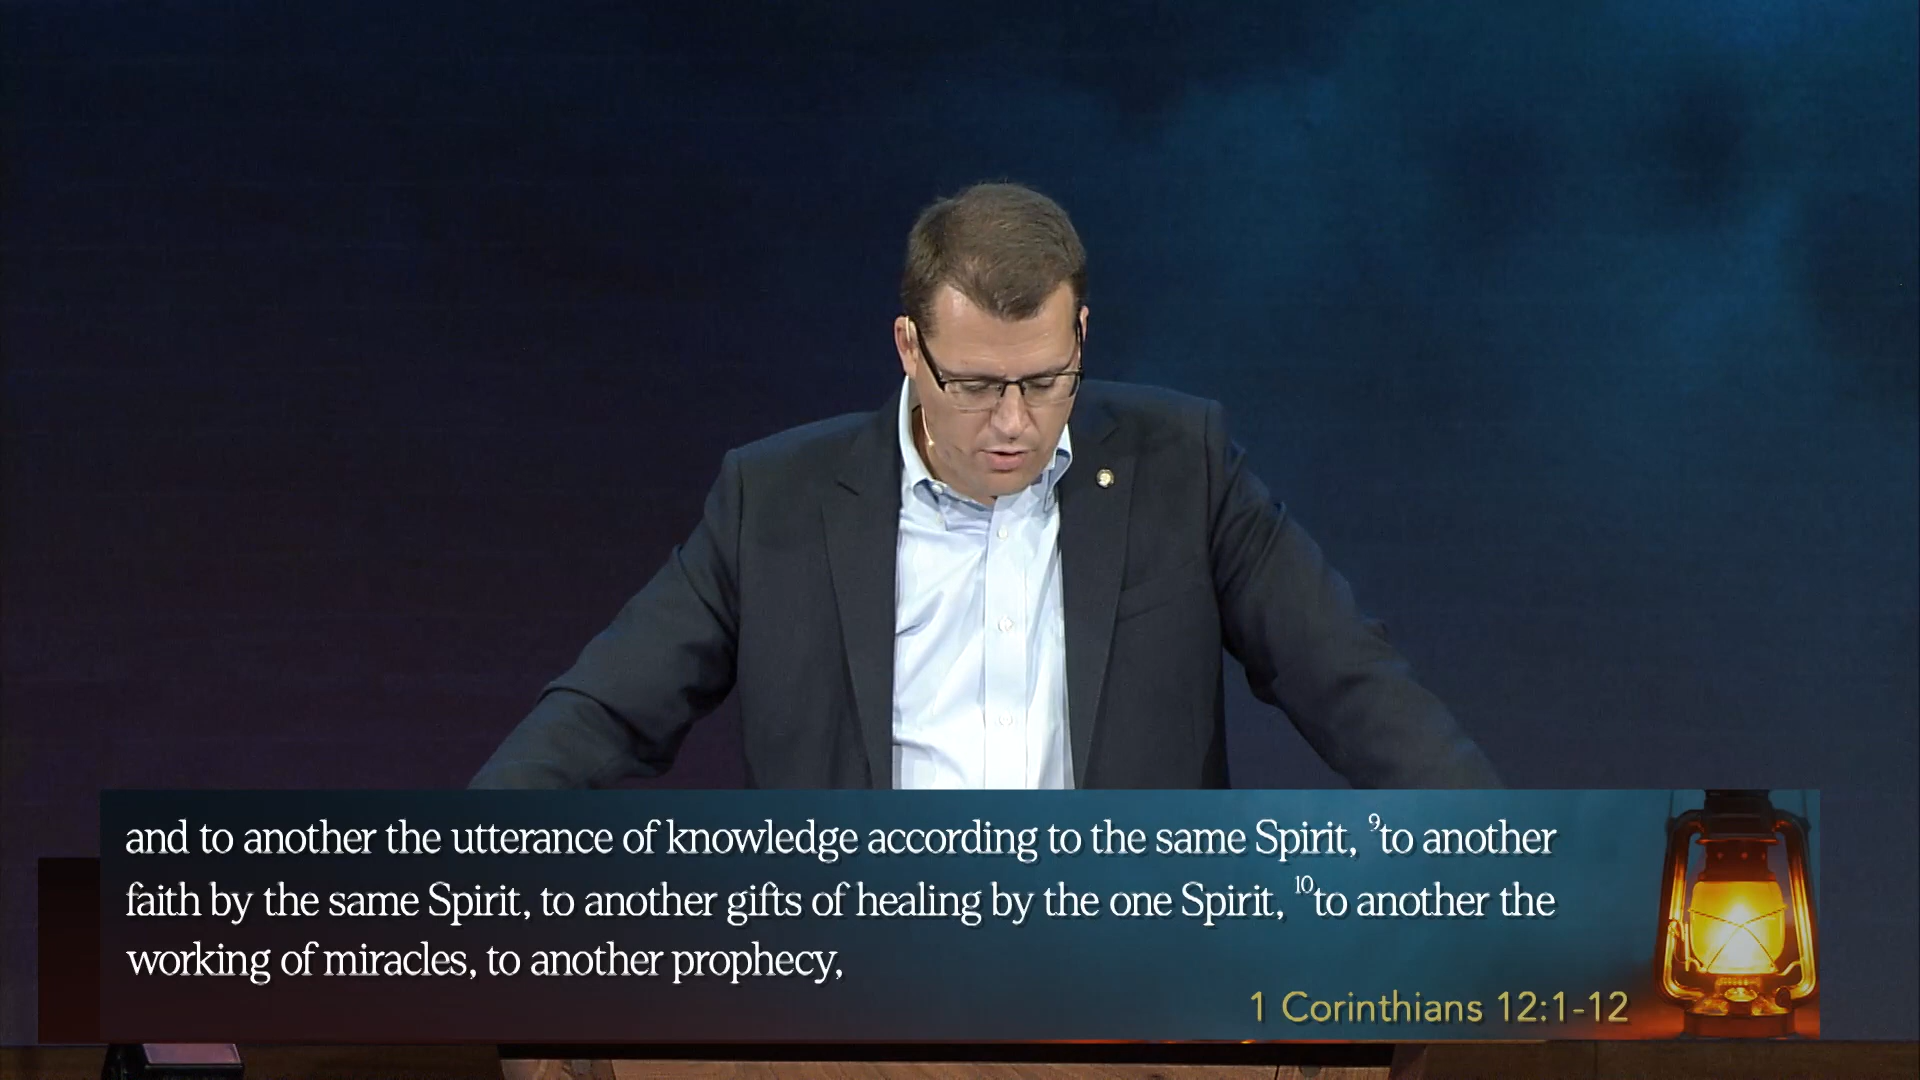 and to another the utterance of knowledge according to the same Spirit, ⁹to another
faith by the same Spirit, to another gifts of healing by the one Spirit, ¹⁰to another the
working of miracles, to another prophecy,
1 Corinthians 12:1-12